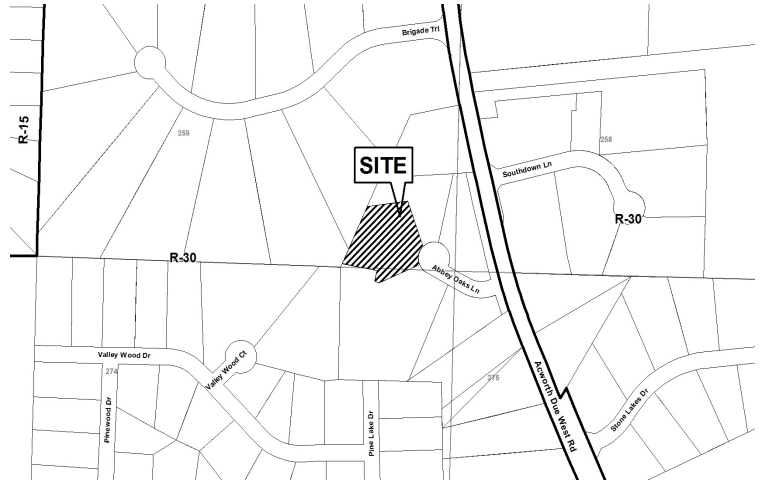 Brigade Trl
R-15
259
258
SITE
Southdown Ln
R-30
R-30
Abbey Oaks Ln
Valley Wood Dr
Valley Wood Ct
274
275
Pinewood Dr
Pine Lake Dr
Acworth Due West Rd
Stone Lakes Dr